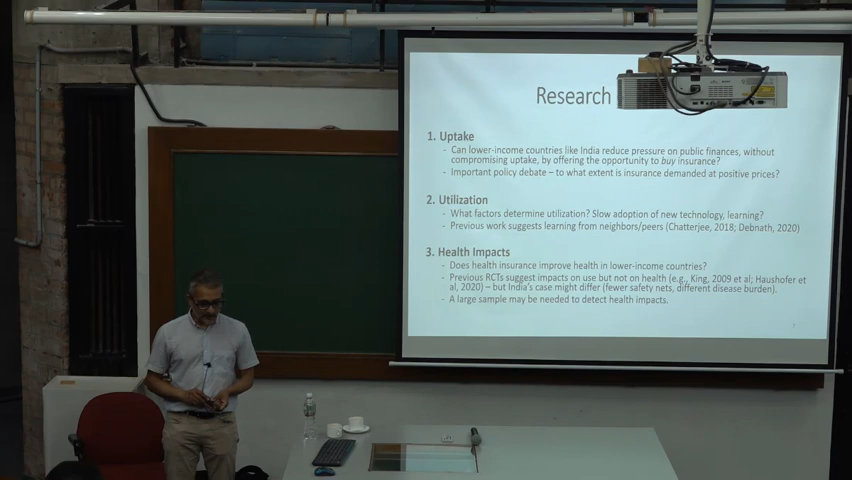 Research
1. Uptake
- Can lower-income countries like India reduce pressure on public finances, without
compromising uptake, by offering the opportunity to buy insurance?
- Important policy debate – to what extent is insurance demanded at positive prices?
2. Utilization
- What factors determine utilization? Slow adoption of new technology, learning?
- Previous work suggests learning from neighbors/peers (Chatterjee, 2018; Debnath, 2020)
3. Health Impacts
- Does health insurance improve health in lower-income countries?
- Previous RCTs suggest impacts on use but not on health (e.g., King, 2009 et al; Haushofer et
al, 2020) – but India's case might differ (fewer safety nets, different disease burden).
- A large sample may be needed to detect health impacts.